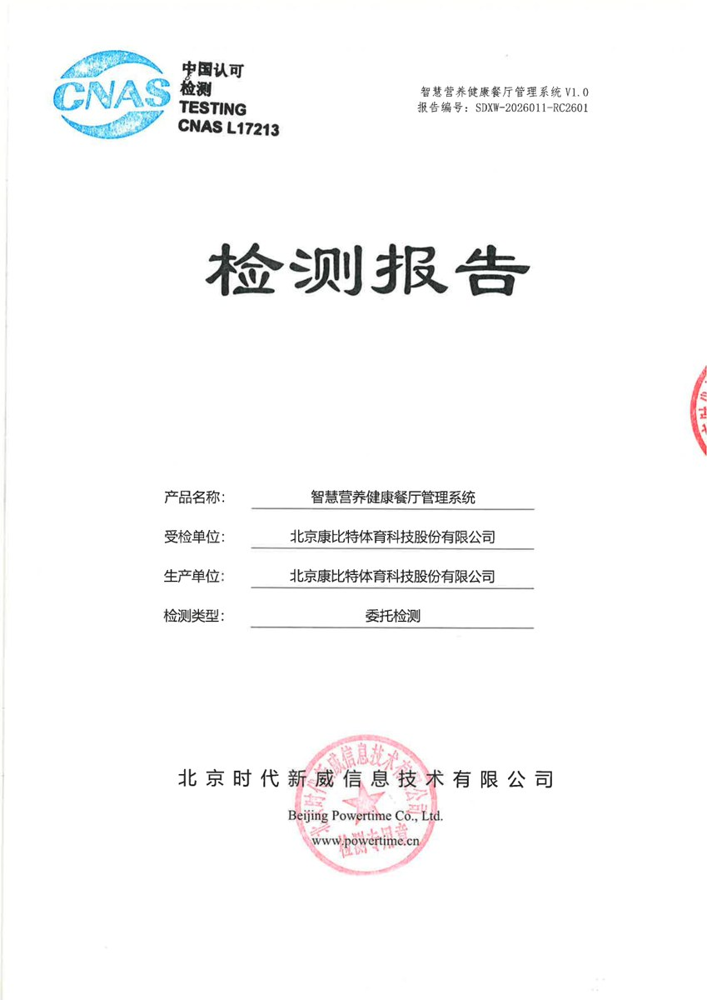 CNAS
中国认可
检测
TESTING
CNAS L17213
智慧营养健康餐厅管理系统 V1.0
报告编号：SDXW-2026011-RC2601
检测报告
产品名称： 智慧营养健康餐厅管理系统
受检单位： 北京康比特体育科技股份有限公司
生产单位： 北京康比特体育科技股份有限公司
检测类型： 委托检测
北京时代新威信息技术有限公司
北京时代新威信息技术有限公司
Beijing Powertime Co., Ltd.
www.powertime.cn
检测专用章